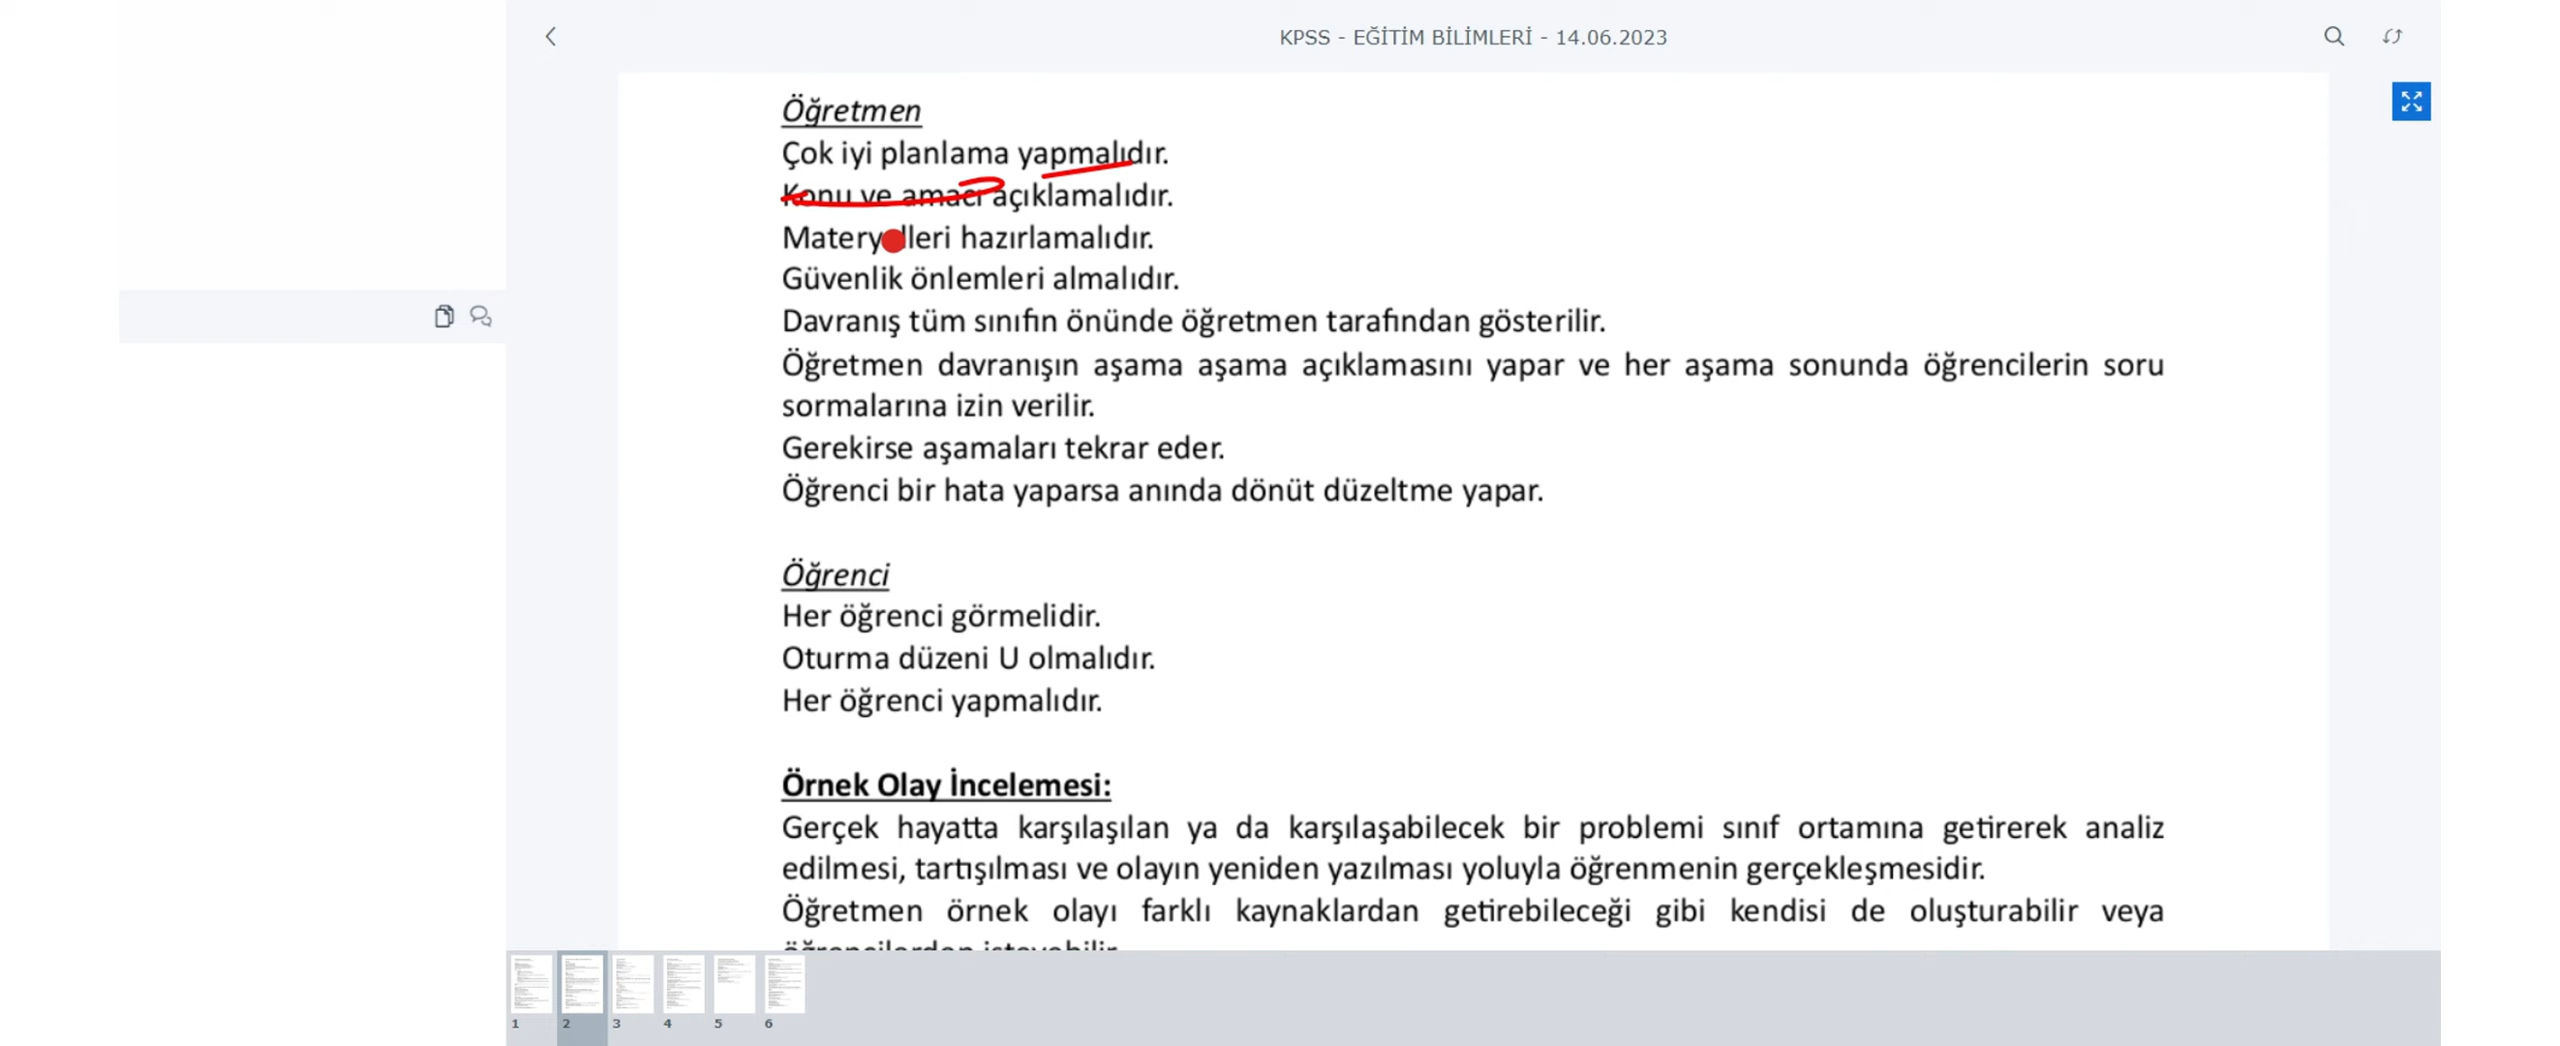 KPSS - EĞİTİM BİLİMLERİ - 14.06.2023
Öğretmen
Çok iyi planlama yapmalıdır.
Konu ve amacı açıklamalıdır.
Materyalleri hazırlamalıdır.
Güvenlik önlemleri almalıdır.
Davranış tüm sınıfın önünde öğretmen tarafından gösterilir.
Öğretmen davranışın aşama aşama açıklamasını yapar ve her aşama sonunda öğrencilerin soru
sormalarına izin verilir.
Gerekirse aşamaları tekrar eder.
Öğrenci bir hata yaparsa anında dönüt düzeltme yapar.
Öğrenci
Her öğrenci görmelidir.
Oturma düzeni U olmalıdır.
Her öğrenci yapmalıdır.
Örnek Olay İncelemesi:
Gerçek hayatta karşılaşılan ya da karşılaşabilecek bir problemi sınıf ortamına getirerek analiz
edilmesi, tartışılması ve olayın yeniden yazılması yoluyla öğrenmenin gerçekleşmesidir.
Öğretmen örnek olayı farklı kaynaklardan getirebileceği gibi kendisi de oluşturabilir veya
öğrencilerden isteyebilir.
1 2 3 4 5 6